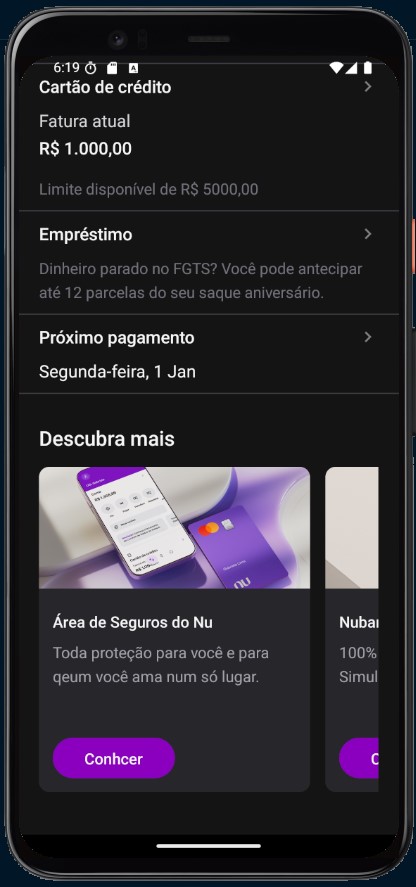 6:19
Cartão de crédito
Fatura atual
R$ 1.000,00
Limite disponível de R$ 5000,00
Empréstimo
Dinheiro parado no FGTS? Você pode antecipar
até 12 parcelas do seu saque aniversário.
Próximo pagamento
Segunda-feira, 1 Jan
Descubra mais
nu
Área de Seguros do Nu
Toda proteção para você e para
qeum você ama num só lugar.
Conhcer
Nubar
100%
Simul
C